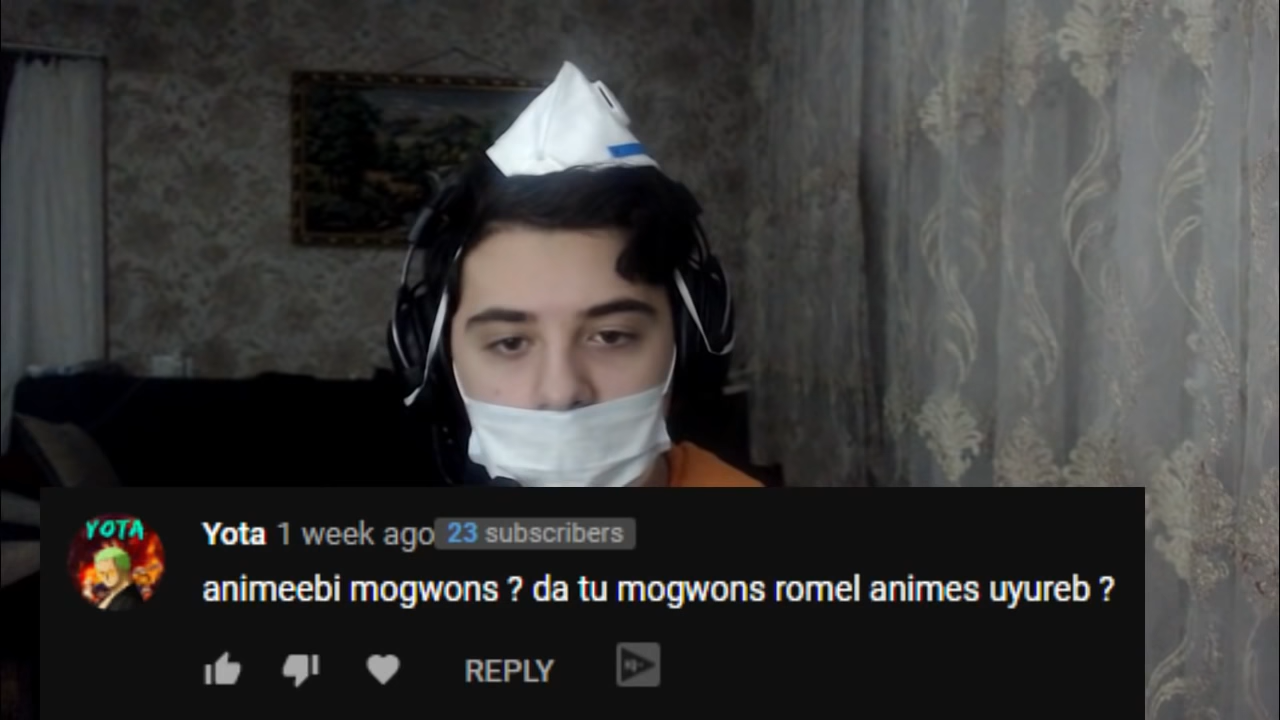 YOTA
Yota 1 week ago 23 subscribers
animeebi mogwons ? da tu mogwons romel animes uyureb ?
REPLY